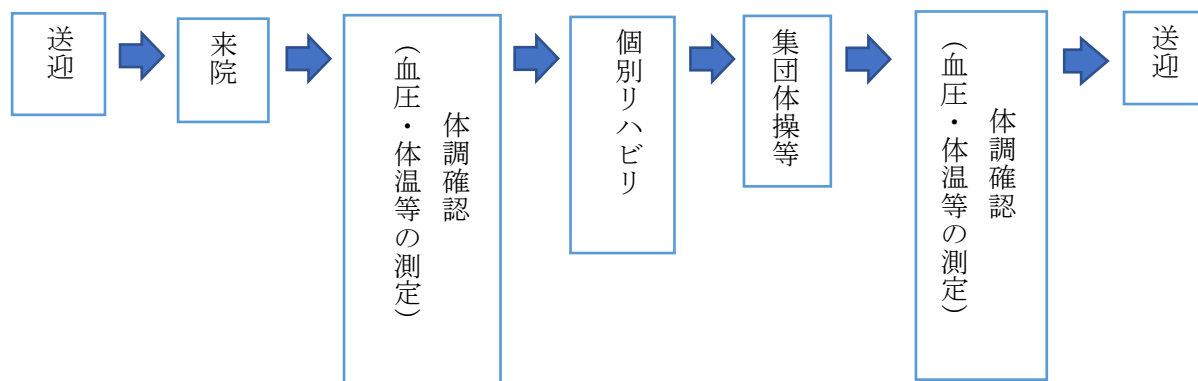 送迎
来院
体調確認
（血圧・体温等の測定）
個別リハビリ
集団体操等
体調確認
（血圧・体温等の測定）
送迎